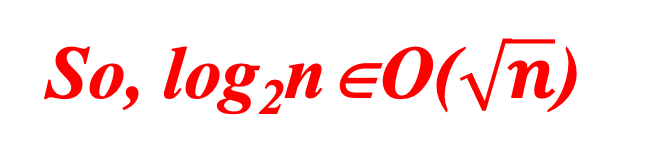 So, log₂n ∈O(√n)